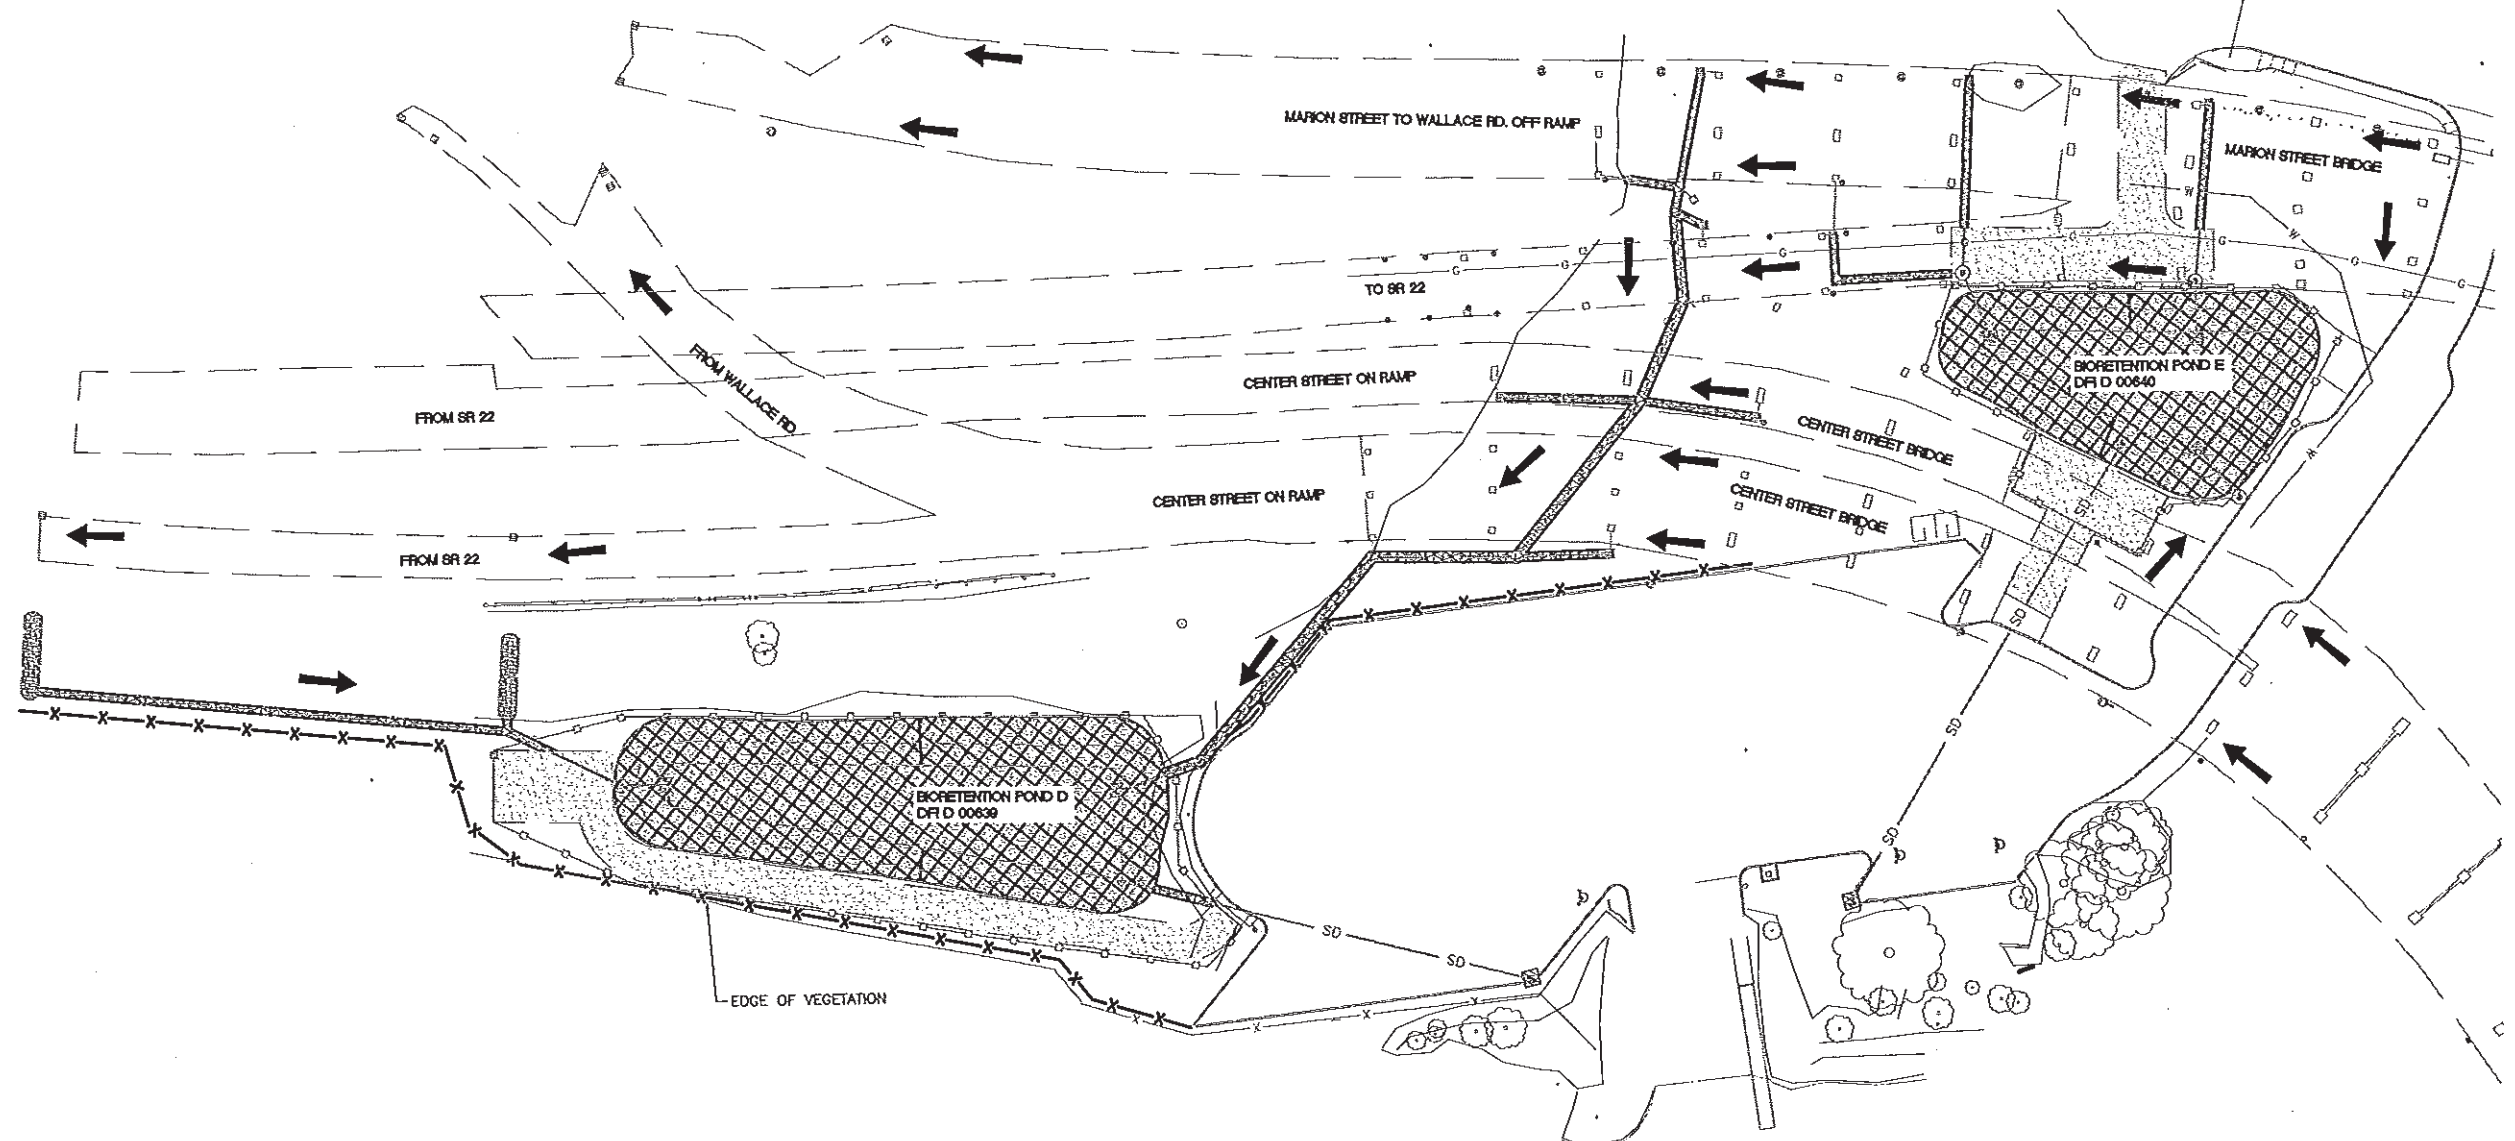 MARION STREET TO WALLACE RD. OFF RAMP
MARION STREET BRIDGE
TO SR 22
FROM WALLACE RD.
CENTER STREET ON RAMP
BIORETENTION POND E
DFI D 00640
FROM SR 22
CENTER STREET BRIDGE
CENTER STREET ON RAMP
CENTER STREET BRIDGE
FROM SR 22
BIORETENTION POND D
DFI D 00639
EDGE OF VEGETATION
G
G
G
G
G
G
G
W
W
W
SD
SD
SD
SD
SD
SD
X
X
X
X